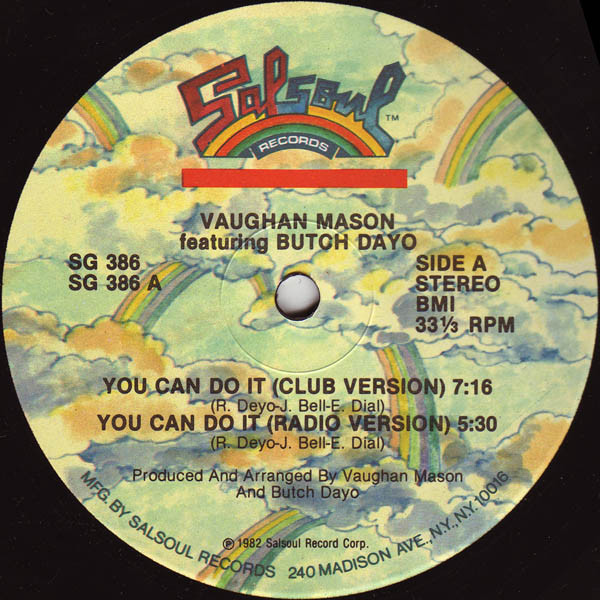 Salsoul TM
RECORDS
VAUGHAN MASON
featuring BUTCH DAYO
SG 386
SG 386 A
SIDE A
STEREO
BMI
33⅓ RPM
YOU CAN DO IT (CLUB VERSION) 7:16
(R. Deyo-J. Bell-E. Dial)
YOU CAN DO IT (RADIO VERSION) 5:30
(R. Deyo-J. Bell-E. Dial)
Produced And Arranged By Vaughan Mason
And Butch Dayo
℗ 1982 Salsoul Record Corp.
MFG. BY SALSOUL RECORDS 240 MADISON AVE., N.Y., N.Y. 10016